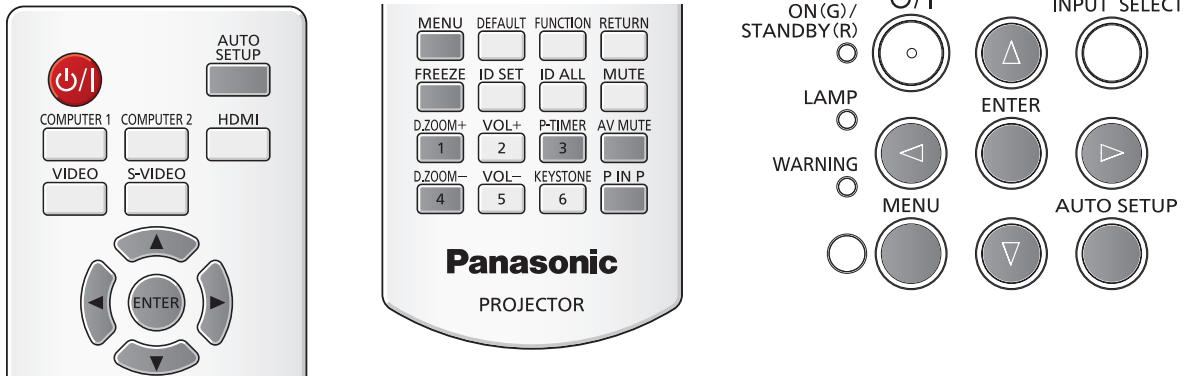 AUTO
SETUP
COMPUTER 1 COMPUTER 2 HDMI
VIDEO S-VIDEO
ENTER
MENU DEFAULT FUNCTION RETURN
FREEZE ID SET ID ALL MUTE
D.ZOOM+ VOL+ P-TIMER AV MUTE
1 2 3
D.ZOOM− VOL− KEYSTONE P IN P
4 5 6
Panasonic
PROJECTOR
ON(G)/
STANDBY(R)
INPUT SELECT
LAMP
ENTER
WARNING
MENU
AUTO SETUP